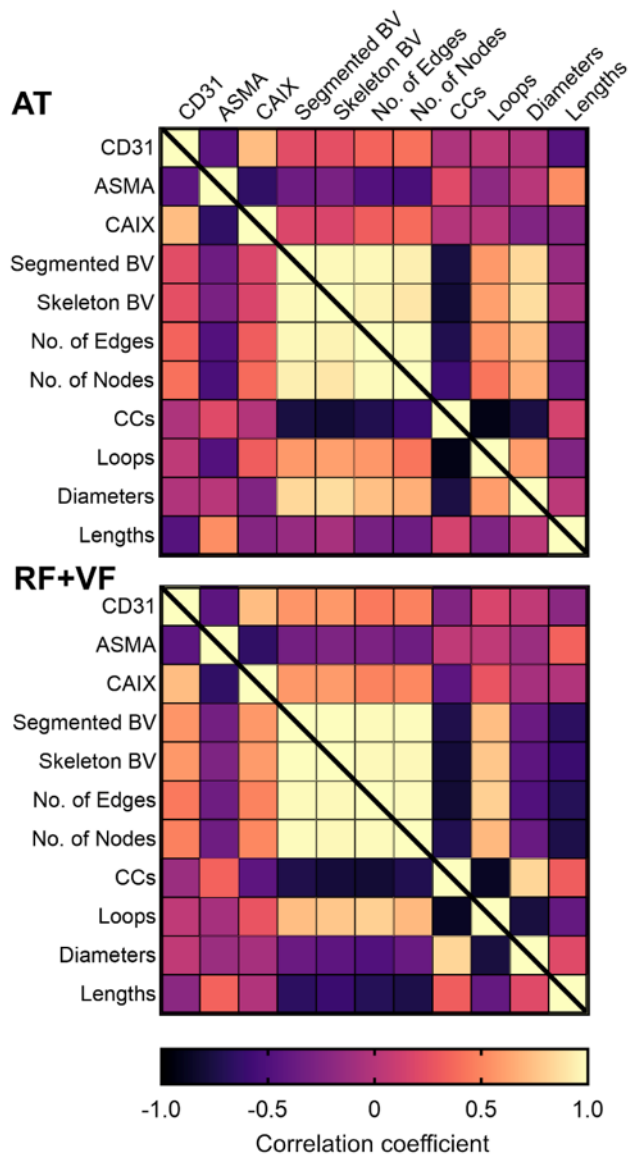 AT
CD31
ASMA
CAIX
Segmented BV
Skeleton BV
No. of Edges
No. of Nodes
CCs
Loops
Diameters
Lengths
CD31
ASMA
CAIX
Segmented BV
Skeleton BV
No. of Edges
No. of Nodes
CCs
Loops
Diameters
Lengths
RF+VF
CD31
ASMA
CAIX
Segmented BV
Skeleton BV
No. of Edges
No. of Nodes
CCs
Loops
Diameters
Lengths
-1.0 -0.5 0 0.5 1.0
Correlation coefficient